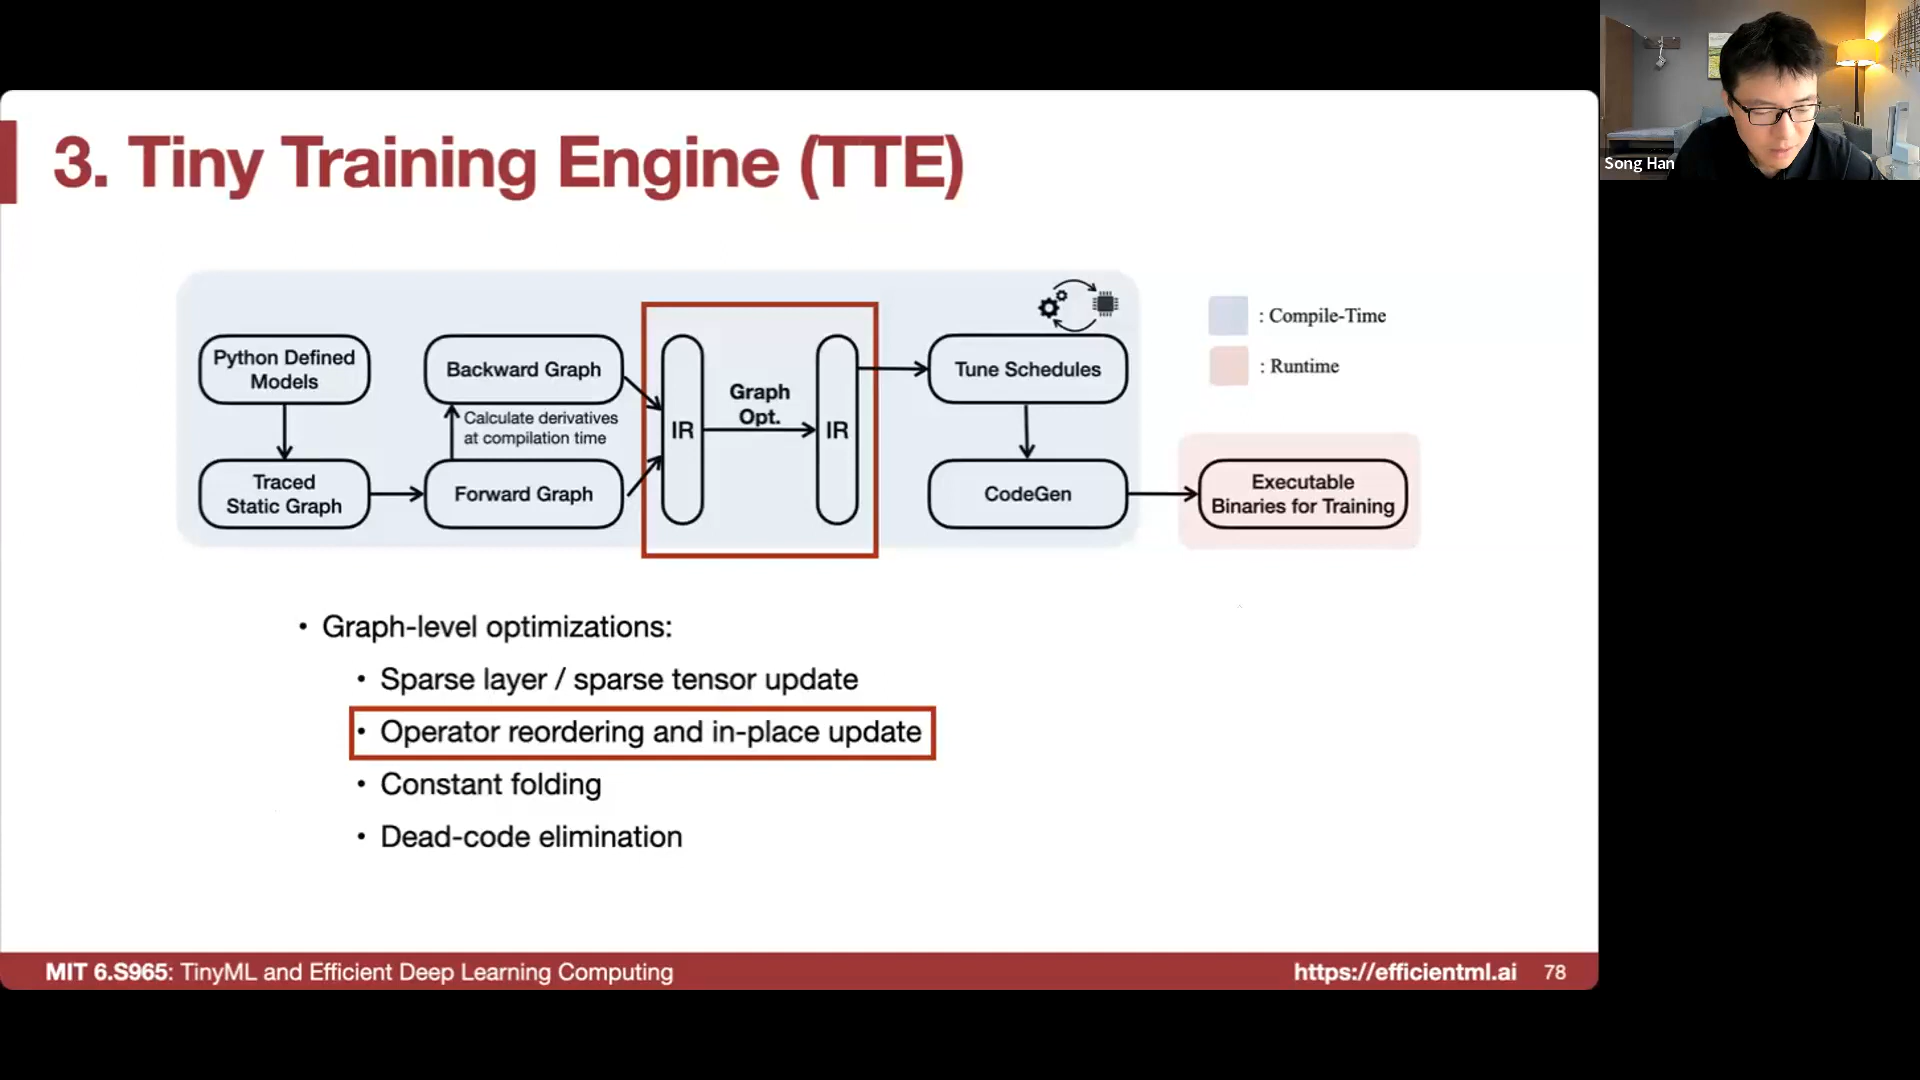 Song Han
3. Tiny Training Engine (TTE)
Python Defined
Models
Traced
Static Graph
Backward Graph
Calculate derivatives
at compilation time
Forward Graph
IR
Graph
Opt.
IR
Tune Schedules
CodeGen
Executable
Binaries for Training
: Compile-Time
: Runtime
• Graph-level optimizations:
• Sparse layer / sparse tensor update
• Operator reordering and in-place update
• Constant folding
• Dead-code elimination
MIT 6.S965: TinyML and Efficient Deep Learning Computing
https://efficientml.ai 78